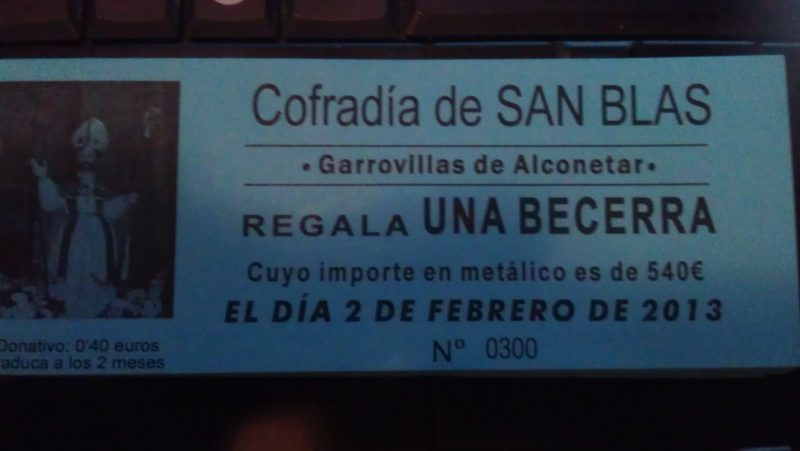 Cofradía de SAN BLAS
• Garrovillas de Alconetar •
REGALA UNA BECERRA
Cuyo importe en metálico es de 540€
EL DÍA 2 DE FEBRERO DE 2013
Nº 0300
Donativo: 0'40 euros
aduca a los 2 meses